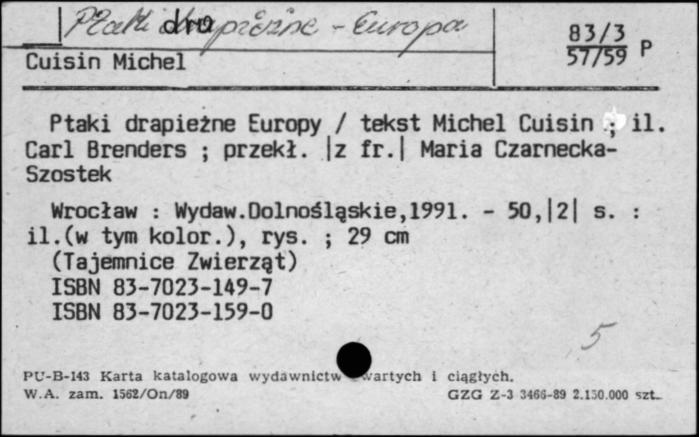 Ptaki drapieżne - Europa
83/3
57/59 P
Cuisin Michel
Ptaki drapieżne Europy / tekst Michel Cuisin ; il.
Carl Brenders ; przekł. |z fr.| Maria Czarnecka-
Szostek
Wrocław : Wydaw.Dolnośląskie,1991. - 50,|2| s. :
il.(w tym kolor.), rys. ; 29 cm
(Tajemnice Zwierząt)
ISBN 83-7023-149-7
ISBN 83-7023-159-0
5
PU-B-143 Karta katalogowa wydawnictw zwartych i ciągłych.
W.A. zam. 1562/On/89 GZG Z-3 3466-89 2.150.000 szt.